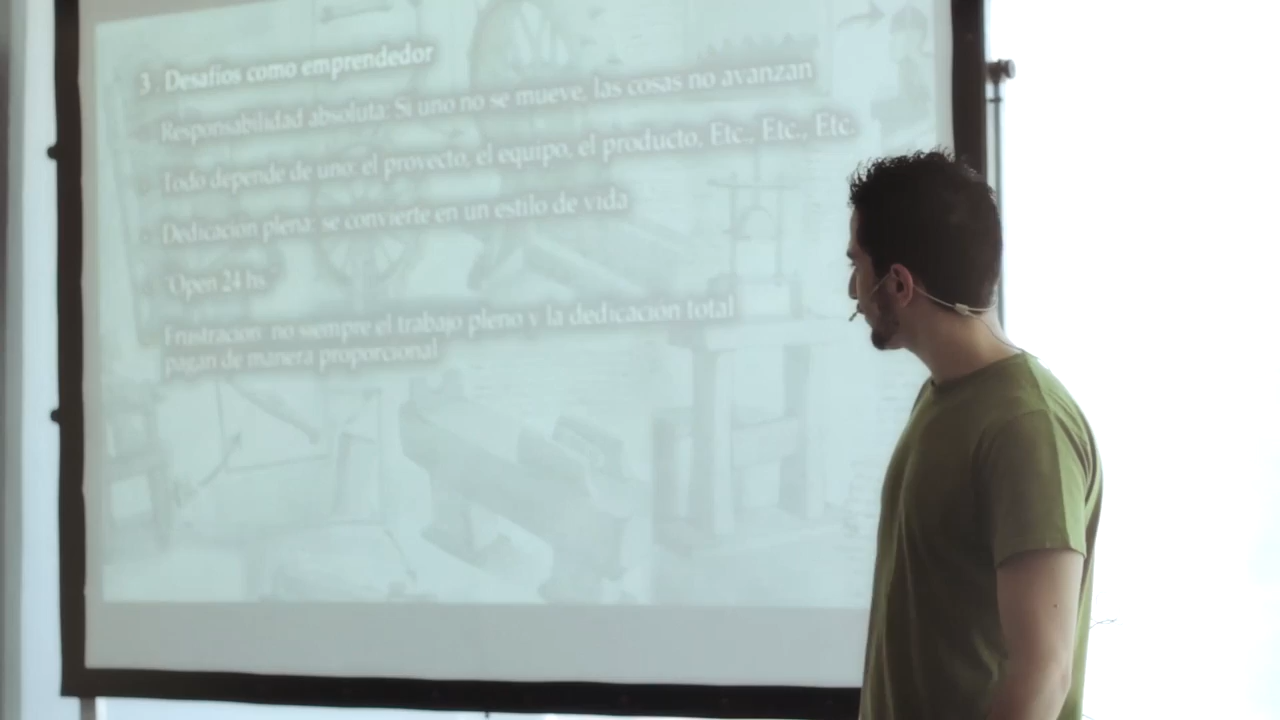 3. Desafíos como emprendedor
Responsabilidad absoluta: Si uno no se mueve, las cosas no avanzan
Todo depende de uno: el proyecto, el equipo, el producto, Etc., Etc., Etc.
Dedicación plena: se convierte en un estilo de vida
"Open 24 hs
Frustración: no siempre el trabajo pleno y la dedicación total
pagan de manera proporcional